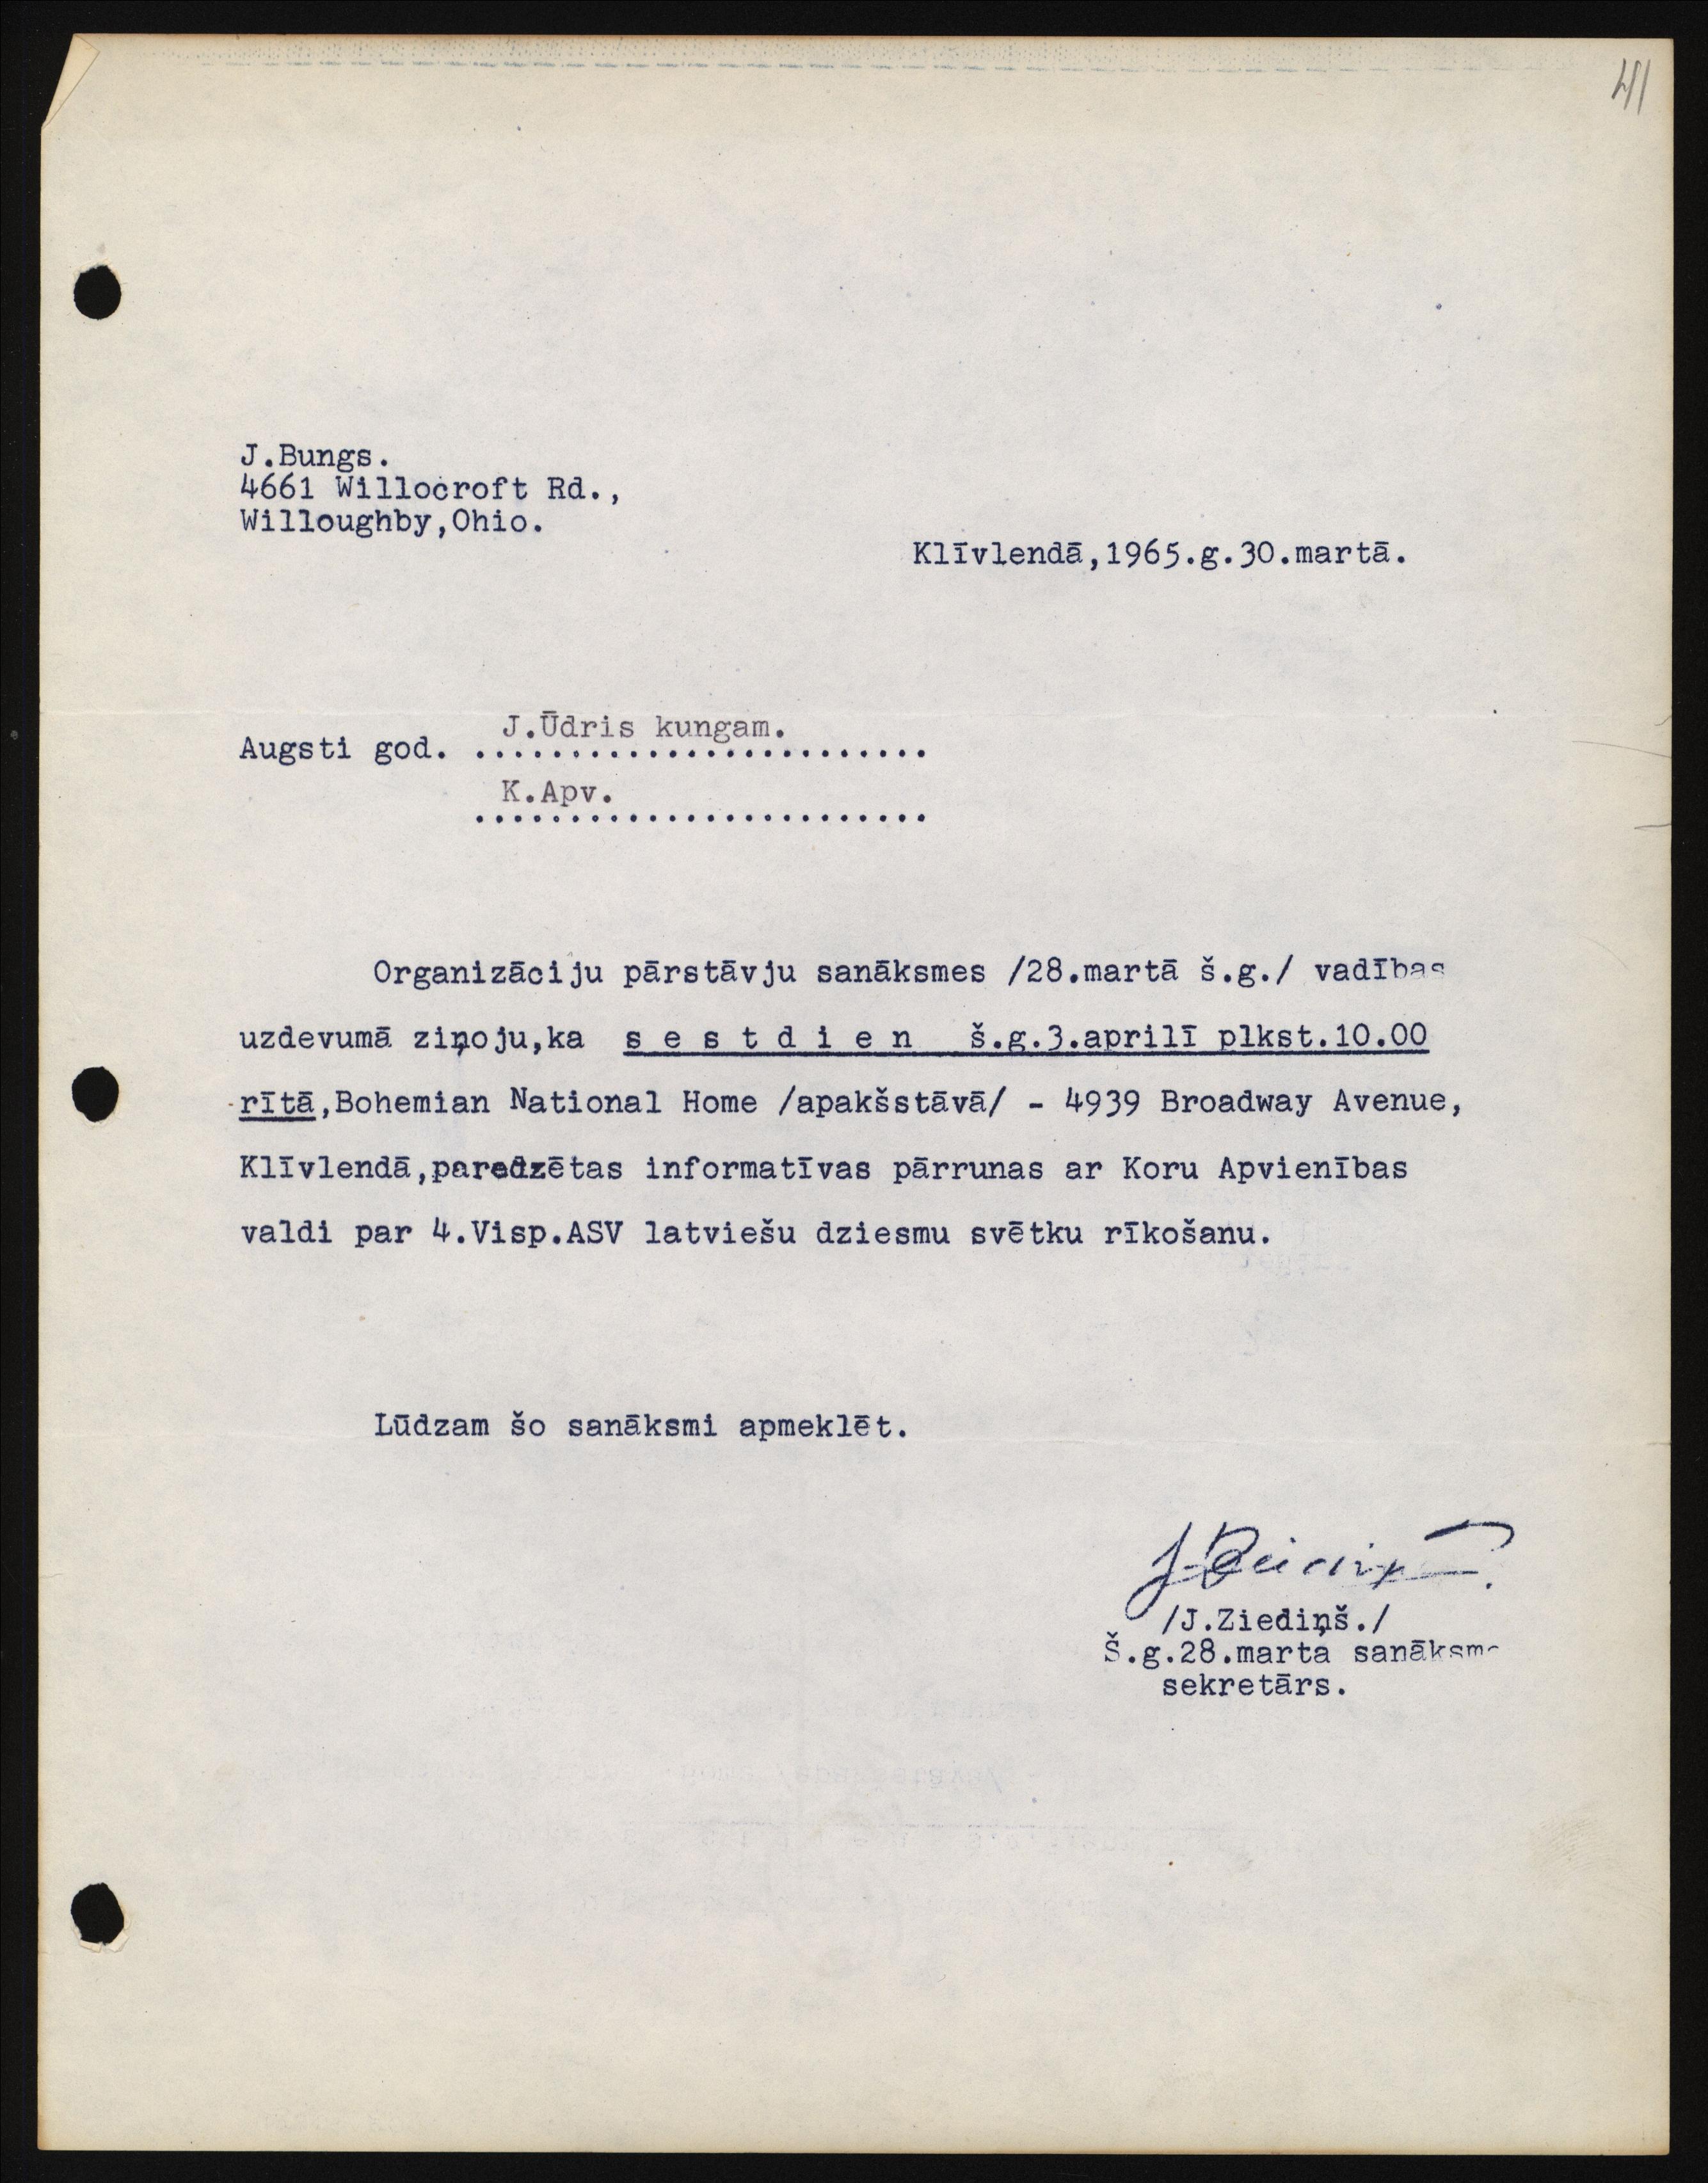 41
J.Bungs.
4661 Willocroft Rd.,
Willoughby,Ohio.
Klīvlendā,1965.g.30.martā.
J.Ūdris kungam.
Augsti god. ........................
K.Apv.
........................
Organizāciju pārstāvju sanāksmes /28.martā š.g./ vadības
uzdevumā ziņoju,ka s e s t d i e n š.g.3.aprilī plkst.10.00
rītā,Bohemian National Home /apakšstāvā/ - 4939 Broadway Avenue,
Klīvlendā,paredzētas informatīvas pārrunas ar Koru Apvienības
valdi par 4.Visp.ASV latviešu dziesmu svētku rīkošanu.
Lūdzam šo sanāksmi apmeklēt.
/J.Ziediņš./
Š.g.28.marta sanāksme
sekretārs.